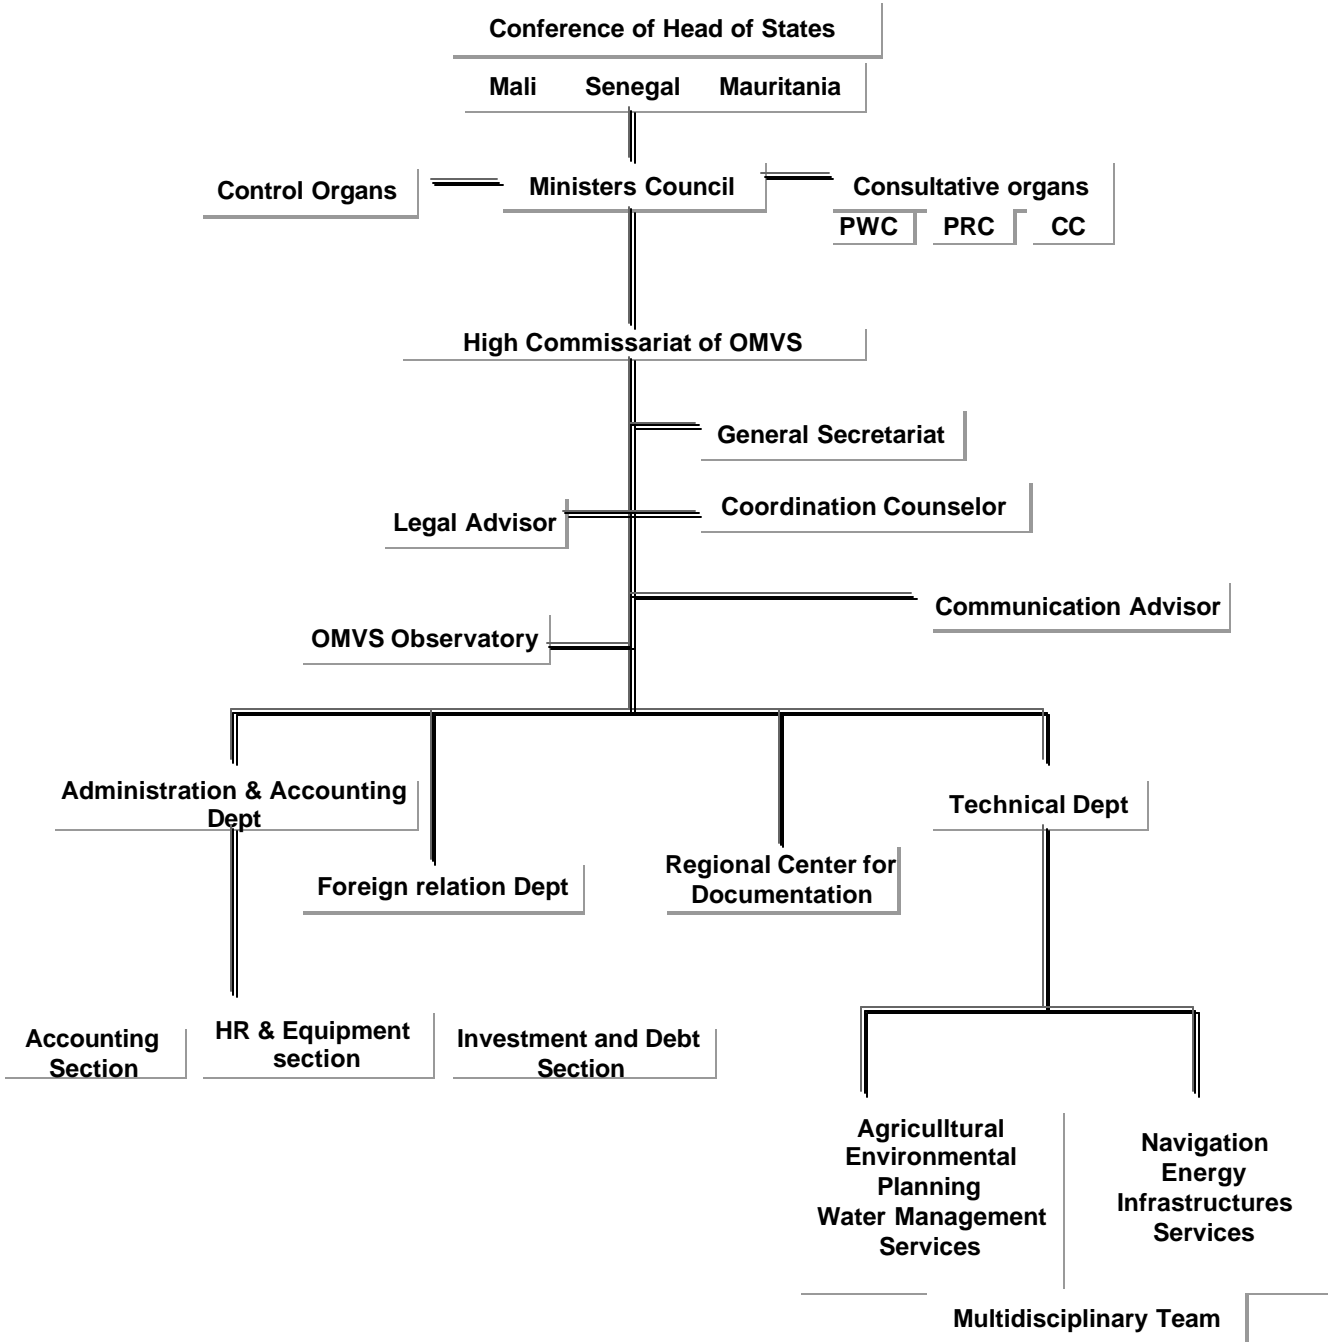 Conference of Head of States
Mali Senegal Mauritania
Control Organs
Ministers Council
Consultative organs
PWC PRC CC
High Commissariat of OMVS
General Secretariat
Legal Advisor
Coordination Counselor
Communication Advisor
OMVS Observatory
Administration & Accounting
Dept
Technical Dept
Foreign relation Dept
Regional Center for
Documentation
Accounting
Section
HR & Equipment
section
Investment and Debt
Section
Agriculltural
Environmental
Planning
Water Management
Services
Navigation
Energy
Infrastructures
Services
Multidisciplinary Team